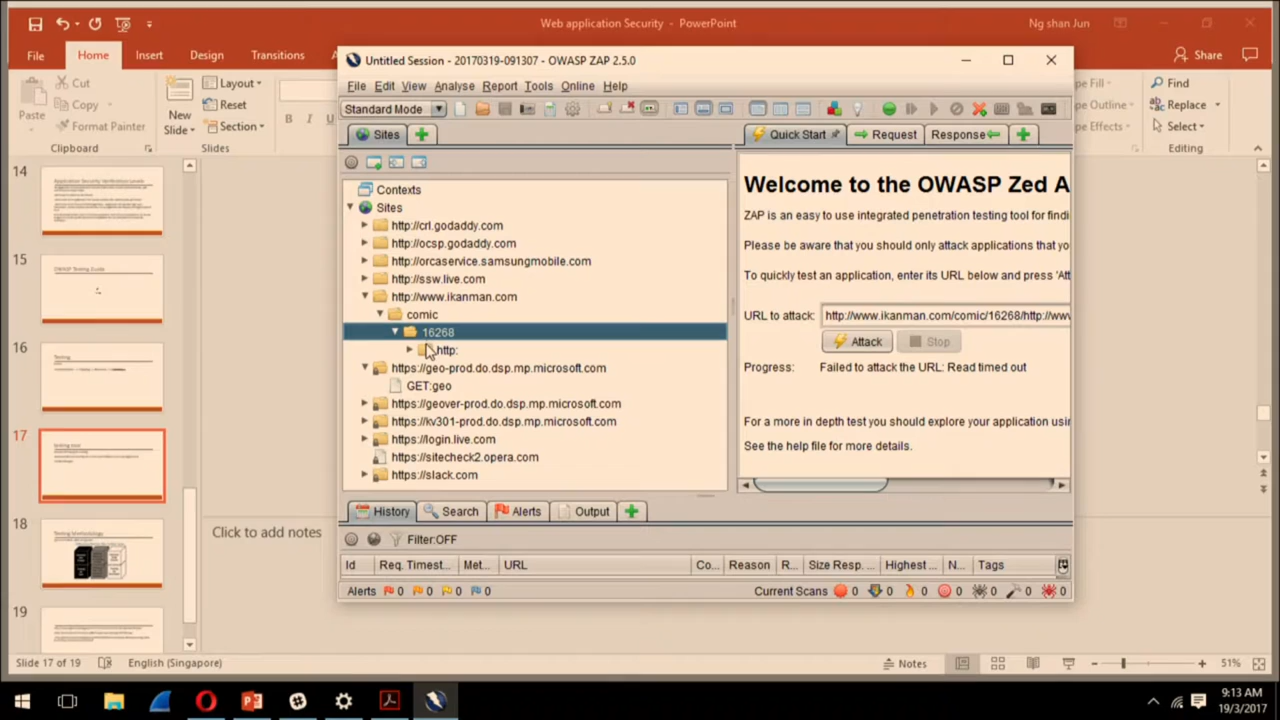 Web application Security - PowerPoint
Ng shan Jun
File
Home
Insert
Design
Transitions
Share
Cut
Copy
Format Painter
Paste
Clipboard
New
Slide
Layout
Reset
Section
Slides
B I U
Find
Replace
Select
Editing
14
Application Security Verification Levels
15
OWASP Testing Guide
16
Testing
17
18
Testing Methodology
19
Click to add notes
Untitled Session - 20170319-091307 - OWASP ZAP 2.5.0
File Edit View Analyse Report Tools Online Help
Standard Mode
Sites
Contexts
Sites
http://crl.godaddy.com
http://ocsp.godaddy.com
http://orcaservice.samsungmobile.com
http://ssw.live.com
http://www.ikanman.com
comic
16268
http:
https://geo-prod.do.dsp.mp.microsoft.com
GET:geo
https://geover-prod.do.dsp.mp.microsoft.com
https://kv301-prod.do.dsp.mp.microsoft.com
https://login.live.com
https://sitecheck2.opera.com
https://slack.com
Quick Start
Request
Response
Welcome to the OWASP Zed A
ZAP is an easy to use integrated penetration testing tool for findi
Please be aware that you should only attack applications that yo
To quickly test an application, enter its URL below and press 'Att
URL to attack: http://www.ikanman.com/comic/16268/http://www
Attack
Stop
Progress: Failed to attack the URL: Read timed out
For a more in depth test you should explore your application usin
See the help file for more details.
History
Search
Alerts
Output
Filter:OFF
Id Req. Timest... Met... URL Co... Reason R... Size Resp. ... Highest ... N... Tags
Alerts 0 0 0 0
Current Scans 0 0 0 0 0 0 0
Slide 17 of 19
English (Singapore)
Notes
51%
9:13 AM
19/3/2017